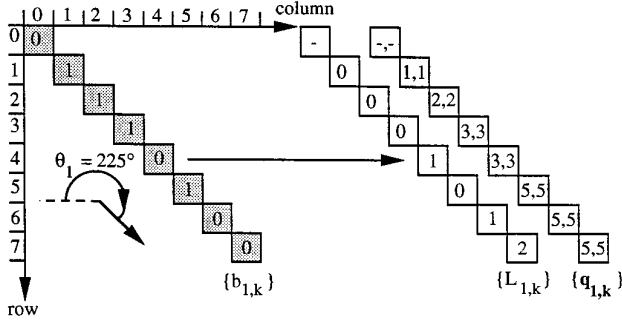 0 1 2 3 4 5 6 7 column
0 0 - -,-
1 1 0 1,1
2 1 0 2,2
3 1 0 3,3
4 0 1 3,3
θ1 = 225°
5 1 0 5,5
6 0 1 5,5
7 0 2 5,5
{b1,k} {L1,k} {q1,k}
row